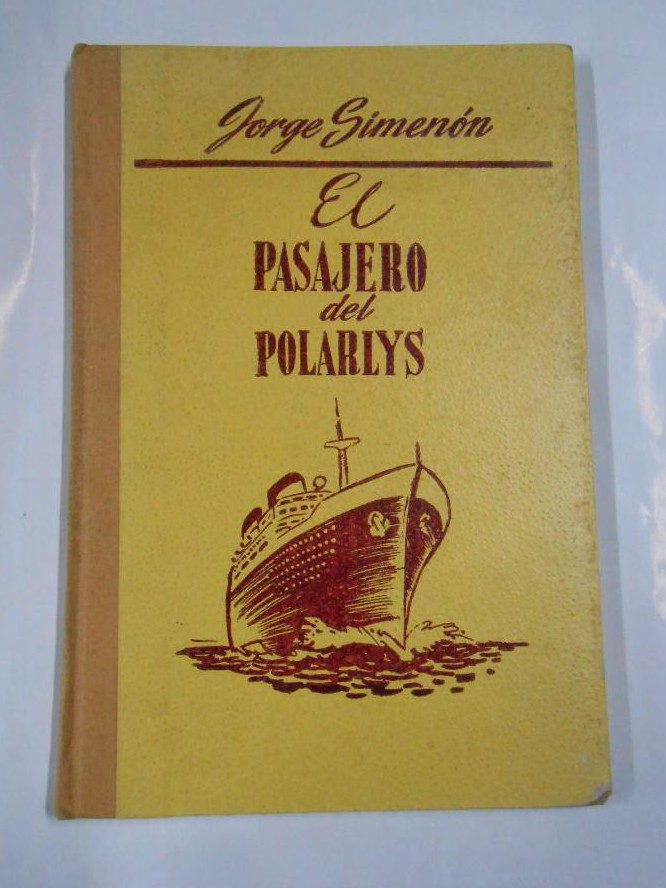 Jorge Simenón
El
PASAJERO
del
POLARLYS